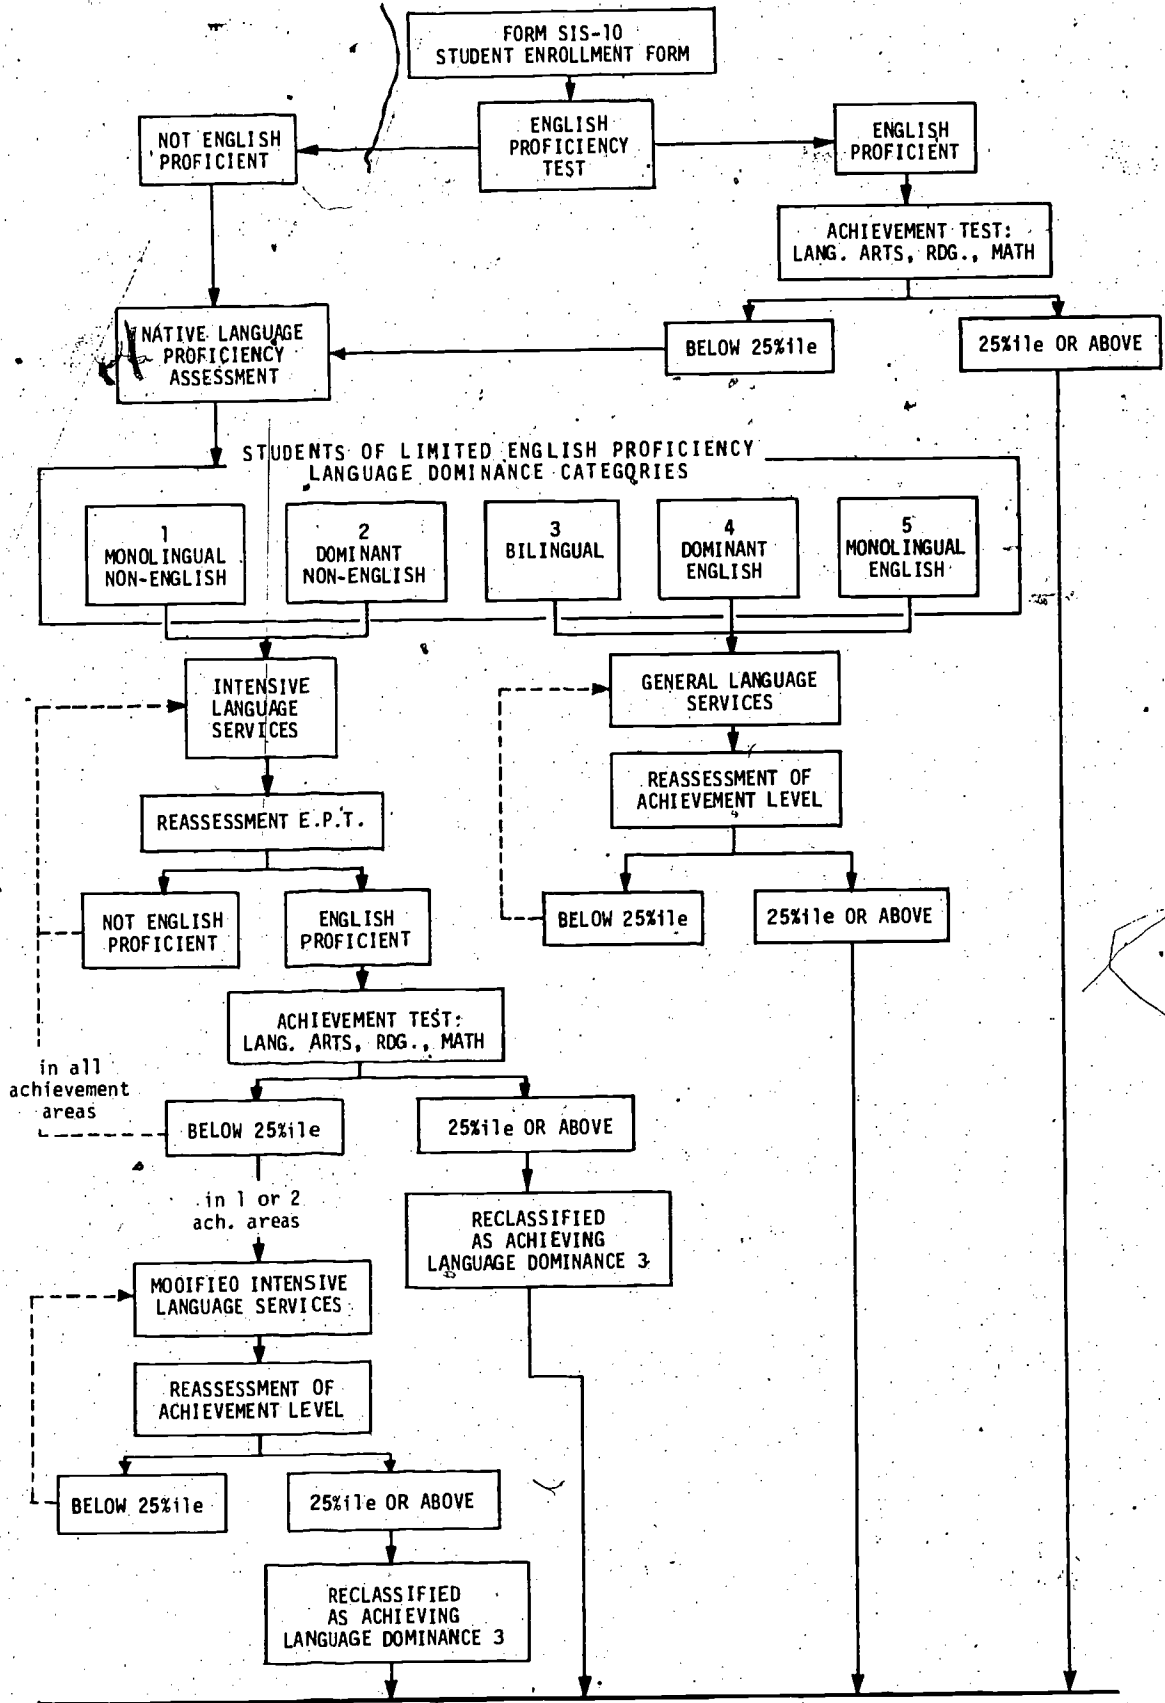 FORM SIS-10
STUDENT ENROLLMENT FORM
NOT ENGLISH
PROFICIENT
ENGLISH
PROFICIENCY
TEST
ENGLISH
PROFICIENT
ACHIEVEMENT TEST:
LANG. ARTS, RDG., MATH
NATIVE LANGUAGE
PROFICIENCY
ASSESSMENT
BELOW 25%ile
25%ile OR ABOVE
STUDENTS OF LIMITED ENGLISH PROFICIENCY
LANGUAGE DOMINANCE CATEGORIES
1
MONOLINGUAL
NON-ENGLISH
2
DOMINANT
NON-ENGLISH
3
BILINGUAL
4
DOMINANT
ENGLISH
5
MONOLINGUAL
ENGLISH
INTENSIVE
LANGUAGE
SERVICES
GENERAL LANGUAGE
SERVICES
REASSESSMENT E.P.T.
REASSESSMENT OF
ACHIEVEMENT LEVEL
NOT ENGLISH
PROFICIENT
ENGLISH
PROFICIENT
BELOW 25%ile
25%ile OR ABOVE
ACHIEVEMENT TEST:
LANG. ARTS, RDG., MATH
in all
achievement
areas
BELOW 25%ile
25%ile OR ABOVE
in 1 or 2
ach. areas
RECLASSIFIED
AS ACHIEVING
LANGUAGE DOMINANCE 3
MODIFIED INTENSIVE
LANGUAGE SERVICES
REASSESSMENT OF
ACHIEVEMENT LEVEL
BELOW 25%ile
25%ile OR ABOVE
RECLASSIFIED
AS ACHIEVING
LANGUAGE DOMINANCE 3